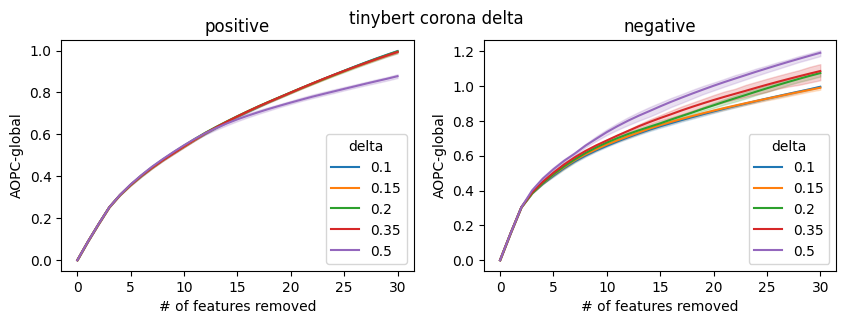 tinybert corona delta
positive
AOPC-global
1.0
0.8
0.6
0.4
0.2
0.0
0 5 10 15 20 25 30
# of features removed
delta
0.1
0.15
0.2
0.35
0.5
negative
AOPC-global
1.2
1.0
0.8
0.6
0.4
0.2
0.0
0 5 10 15 20 25 30
# of features removed
delta
0.1
0.15
0.2
0.35
0.5